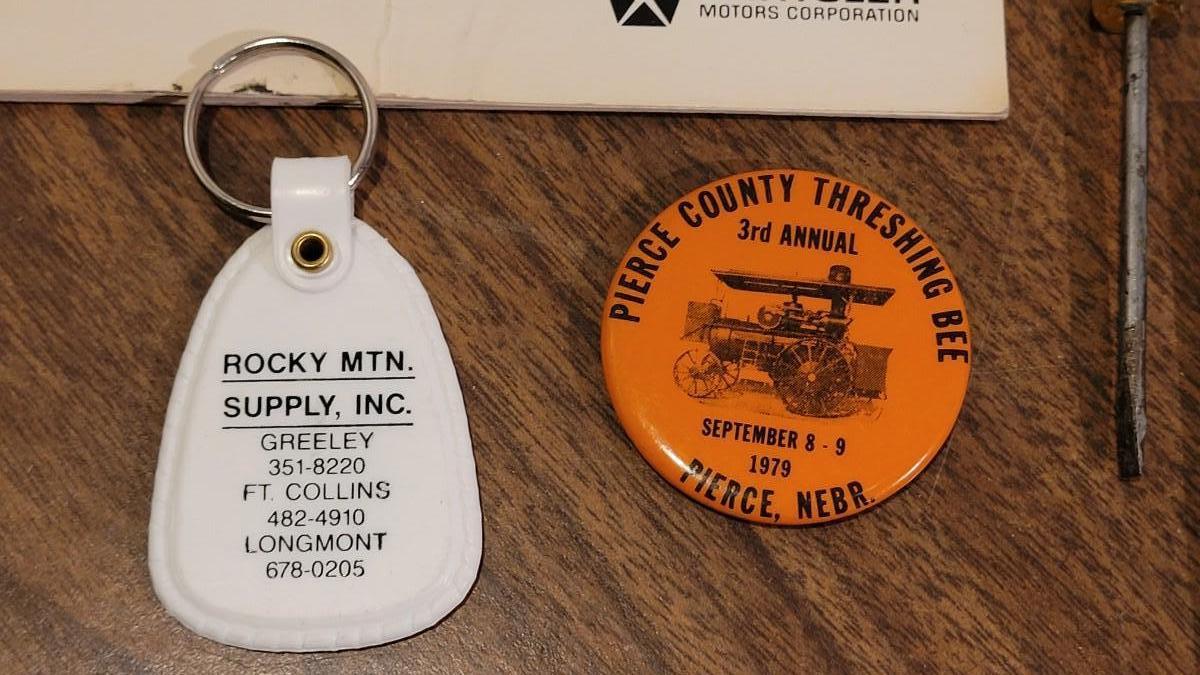 MOTORS CORPORATION
ROCKY MTN.
SUPPLY, INC.
GREELEY
351-8220
FT. COLLINS
482-4910
LONGMONT
678-0205
PIERCE COUNTY THRESHING BEE
3rd ANNUAL
SEPTEMBER 8 - 9
1979
PIERCE, NEBR.